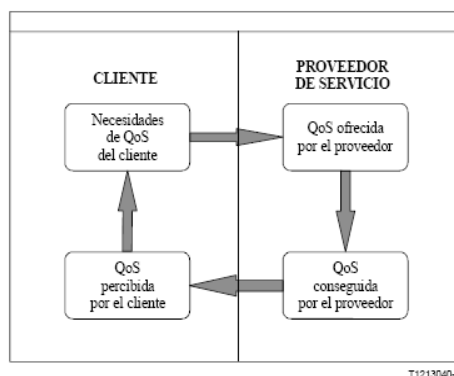 CLIENTE
PROVEEDOR
DE SERVICIO
Necesidades
de QoS
del cliente
QoS ofrecida
por el proveedor
QoS
percibida
por el cliente
QoS
conseguida
por el proveedor